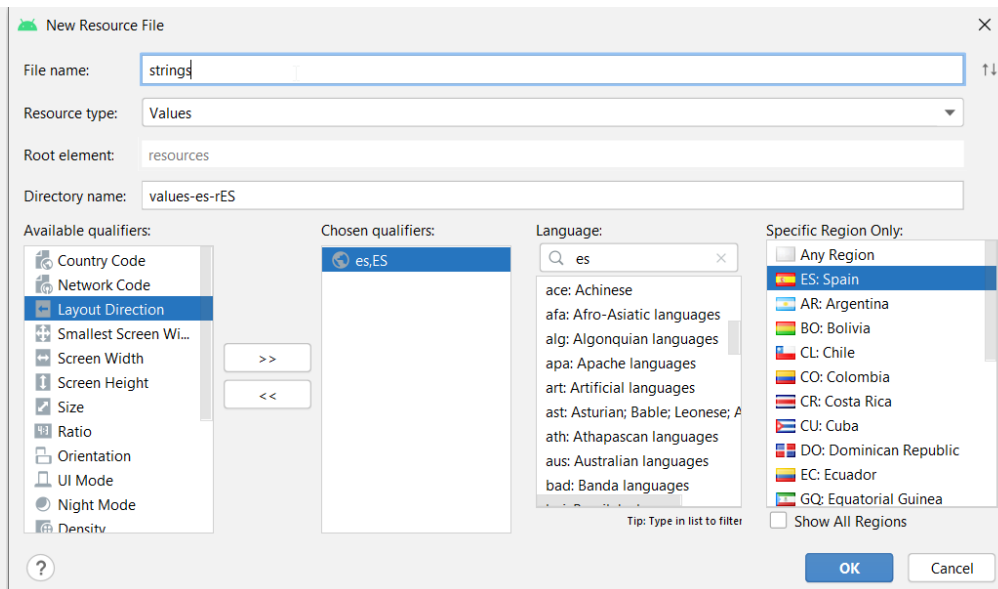 New Resource File
File name: strings
Resource type: Values
Root element: resources
Directory name: values-es-rES
Available qualifiers:
Country Code
Network Code
Layout Direction
Smallest Screen Wi...
Screen Width
Screen Height
Size
Ratio
Orientation
UI Mode
Night Mode
Density
>>
<<
Chosen qualifiers:
es,ES
Language:
es
ace: Achinese
afa: Afro-Asiatic languages
alg: Algonquian languages
apa: Apache languages
art: Artificial languages
ast: Asturian; Bable; Leonese; A
ath: Athapascan languages
aus: Australian languages
bad: Banda languages
Tip: Type in list to filter
Specific Region Only:
Any Region
ES: Spain
AR: Argentina
BO: Bolivia
CL: Chile
CO: Colombia
CR: Costa Rica
CU: Cuba
DO: Dominican Republic
EC: Ecuador
GQ: Equatorial Guinea
Show All Regions
?
OK
Cancel